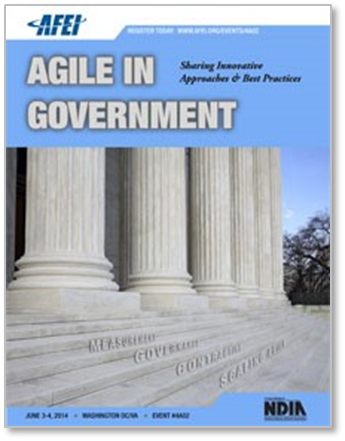 AFEI
REGISTER TODAY WWW.AFEI.ORG/EVENTS/4A02
AGILE IN
GOVERNMENT
Sharing Innovative
Approaches & Best Practices
MEASUREMENT
GOVERNANCE
CONTRACTING
SCALING AGILE
JUNE 3-4, 2014 • WASHINGTON DC/VA • EVENT #4A02
NDIA